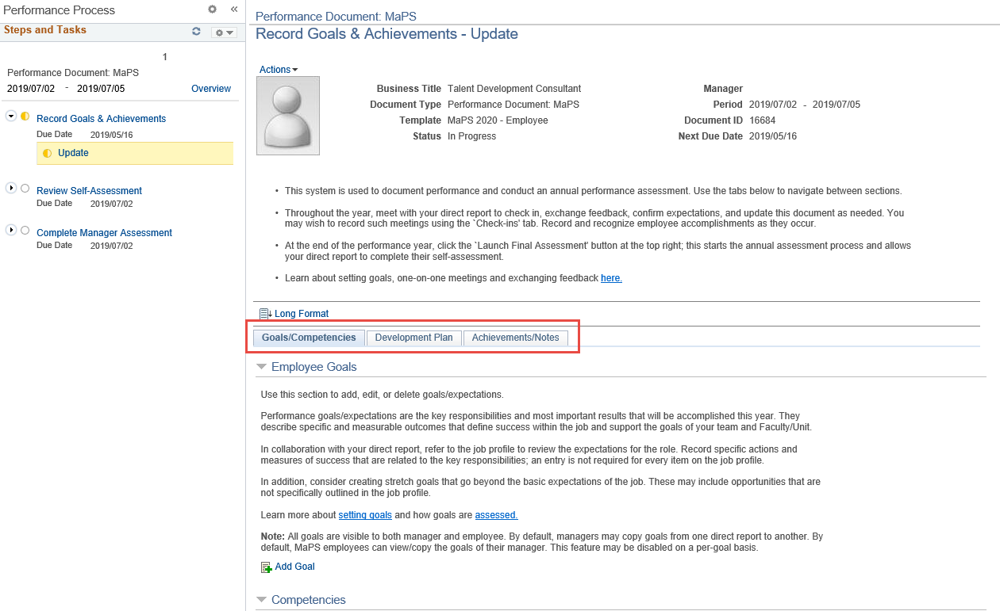 Performance Process
Steps and Tasks
1
Performance Document: MaPS
2019/07/02 - 2019/07/05 Overview
Record Goals & Achievements
Due Date 2019/05/16
Update
Review Self-Assessment
Due Date 2019/07/02
Complete Manager Assessment
Due Date 2019/07/02
Performance Document: MaPS
Record Goals & Achievements - Update
Actions
Business Title Talent Development Consultant
Document Type Performance Document: MaPS
Template MaPS 2020 - Employee
Status In Progress
Manager
Period 2019/07/02 - 2019/07/05
Document ID 16684
Next Due Date 2019/05/16
• This system is used to document performance and conduct an annual performance assessment. Use the tabs below to navigate between sections.
• Throughout the year, meet with your direct report to check in, exchange feedback, confirm expectations, and update this document as needed. You
may wish to record such meetings using the `Check-ins' tab. Record and recognize employee accomplishments as they occur.
• At the end of the performance year, click the `Launch Final Assessment' button at the top right; this starts the annual assessment process and allows
your direct report to complete their self-assessment.
• Learn about setting goals, one-on-one meetings and exchanging feedback here.
Long Format
Goals/Competencies Development Plan Achievements/Notes
Employee Goals
Use this section to add, edit, or delete goals/expectations.
Performance goals/expectations are the key responsibilities and most important results that will be accomplished this year. They
describe specific and measurable outcomes that define success within the job and support the goals of your team and Faculty/Unit.
In collaboration with your direct report, refer to the job profile to review the expectations for the role. Record specific actions and
measures of success that are related to the key responsibilities; an entry is not required for every item on the job profile.
In addition, consider creating stretch goals that go beyond the basic expectations of the job. These may include opportunities that are
not specifically outlined in the job profile.
Learn more about setting goals and how goals are assessed.
Note: All goals are visible to both manager and employee. By default, managers may copy goals from one direct report to another. By
default, MaPS employees can view/copy the goals of their manager. This feature may be disabled on a per-goal basis.
Add Goal
Competencies